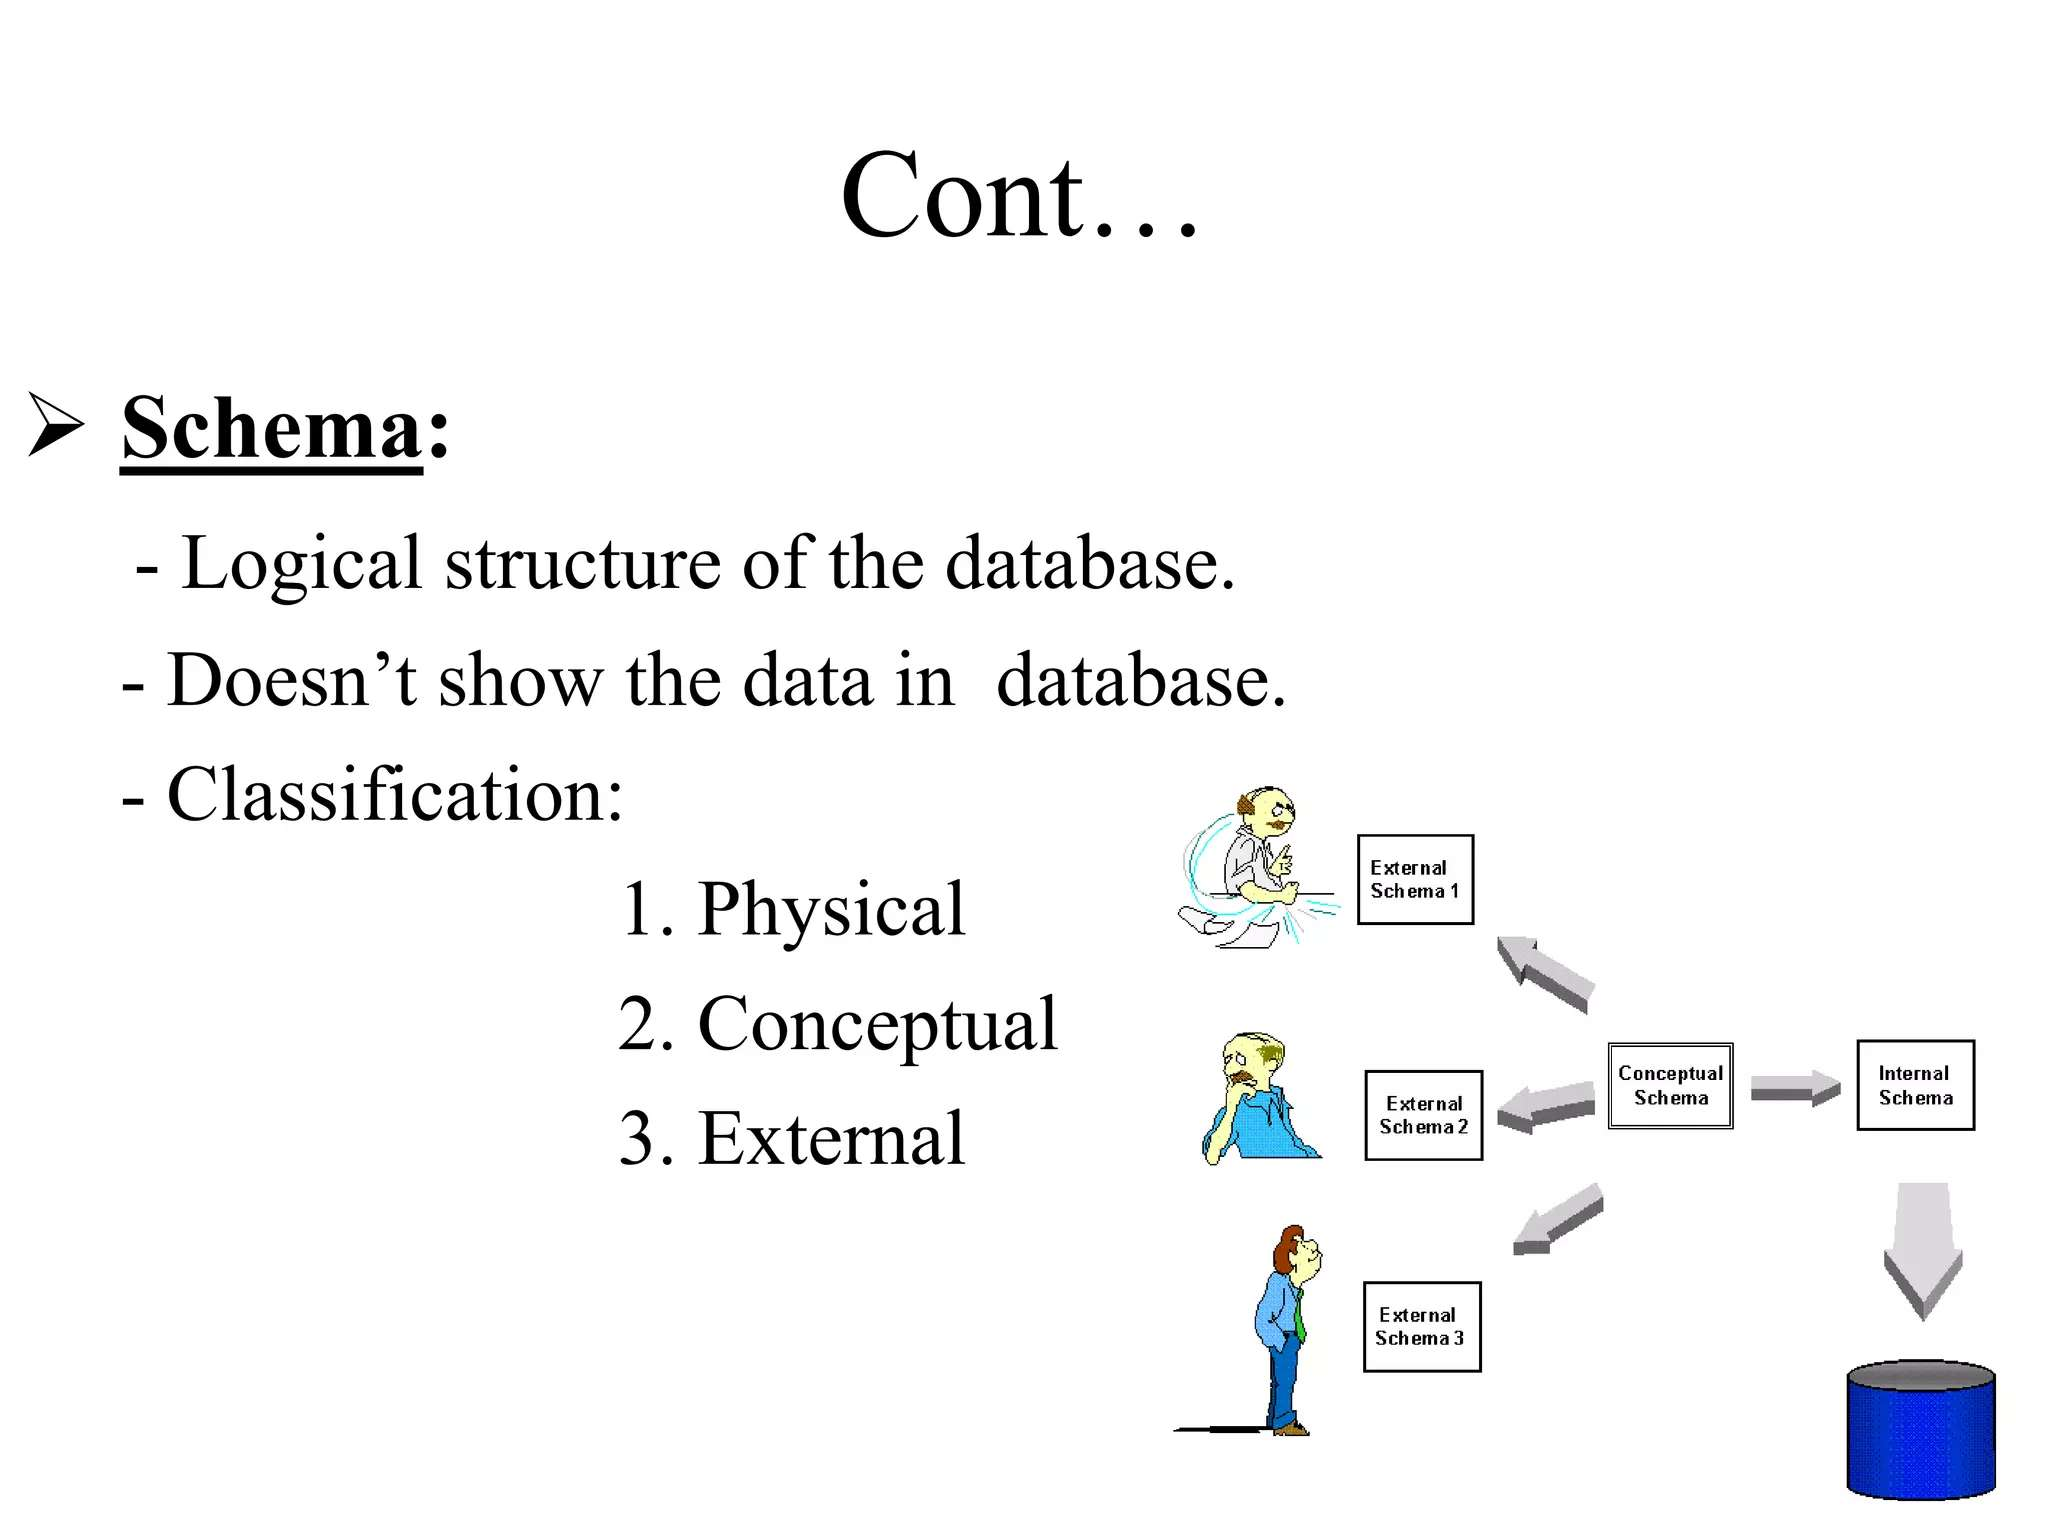 Cont…
➢ Schema:
- Logical structure of the database.
- Doesn’t show the data in  database.
- Classification:
1. Physical
2. Conceptual
3. External
External
Schema 1
External
Schema 2
External
Schema 3
Conceptual
Schema
Internal
Schema